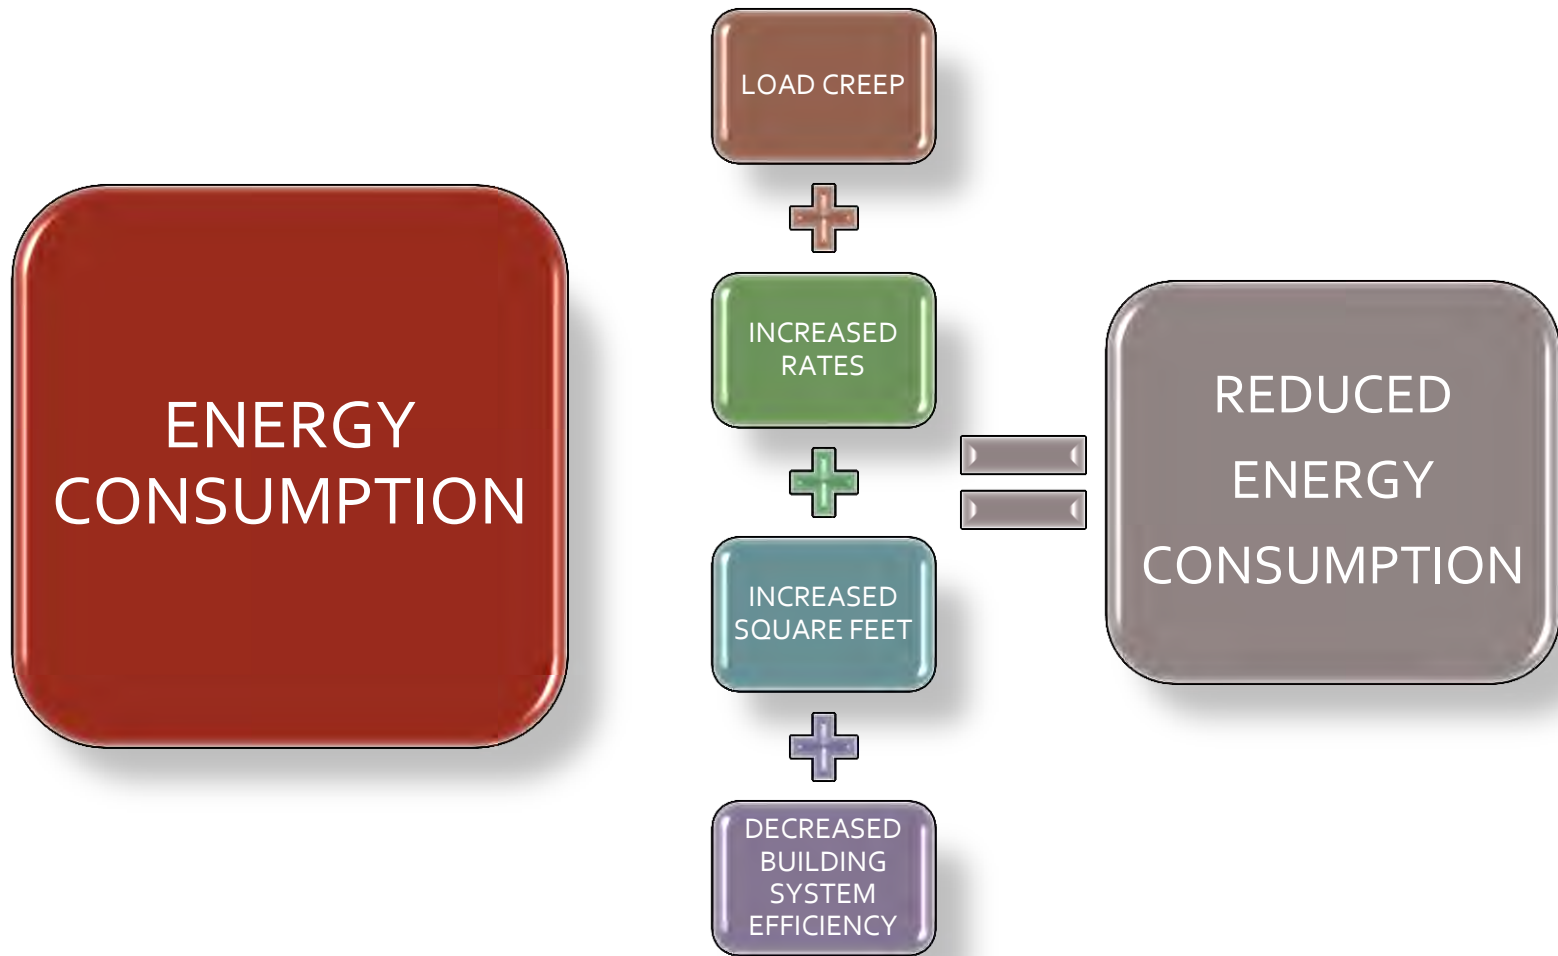 ENERGY
CONSUMPTION
LOAD CREEP
INCREASED
RATES
INCREASED
SQUARE FEET
DECREASED
BUILDING
SYSTEM
EFFICIENCY
REDUCED
ENERGY
CONSUMPTION